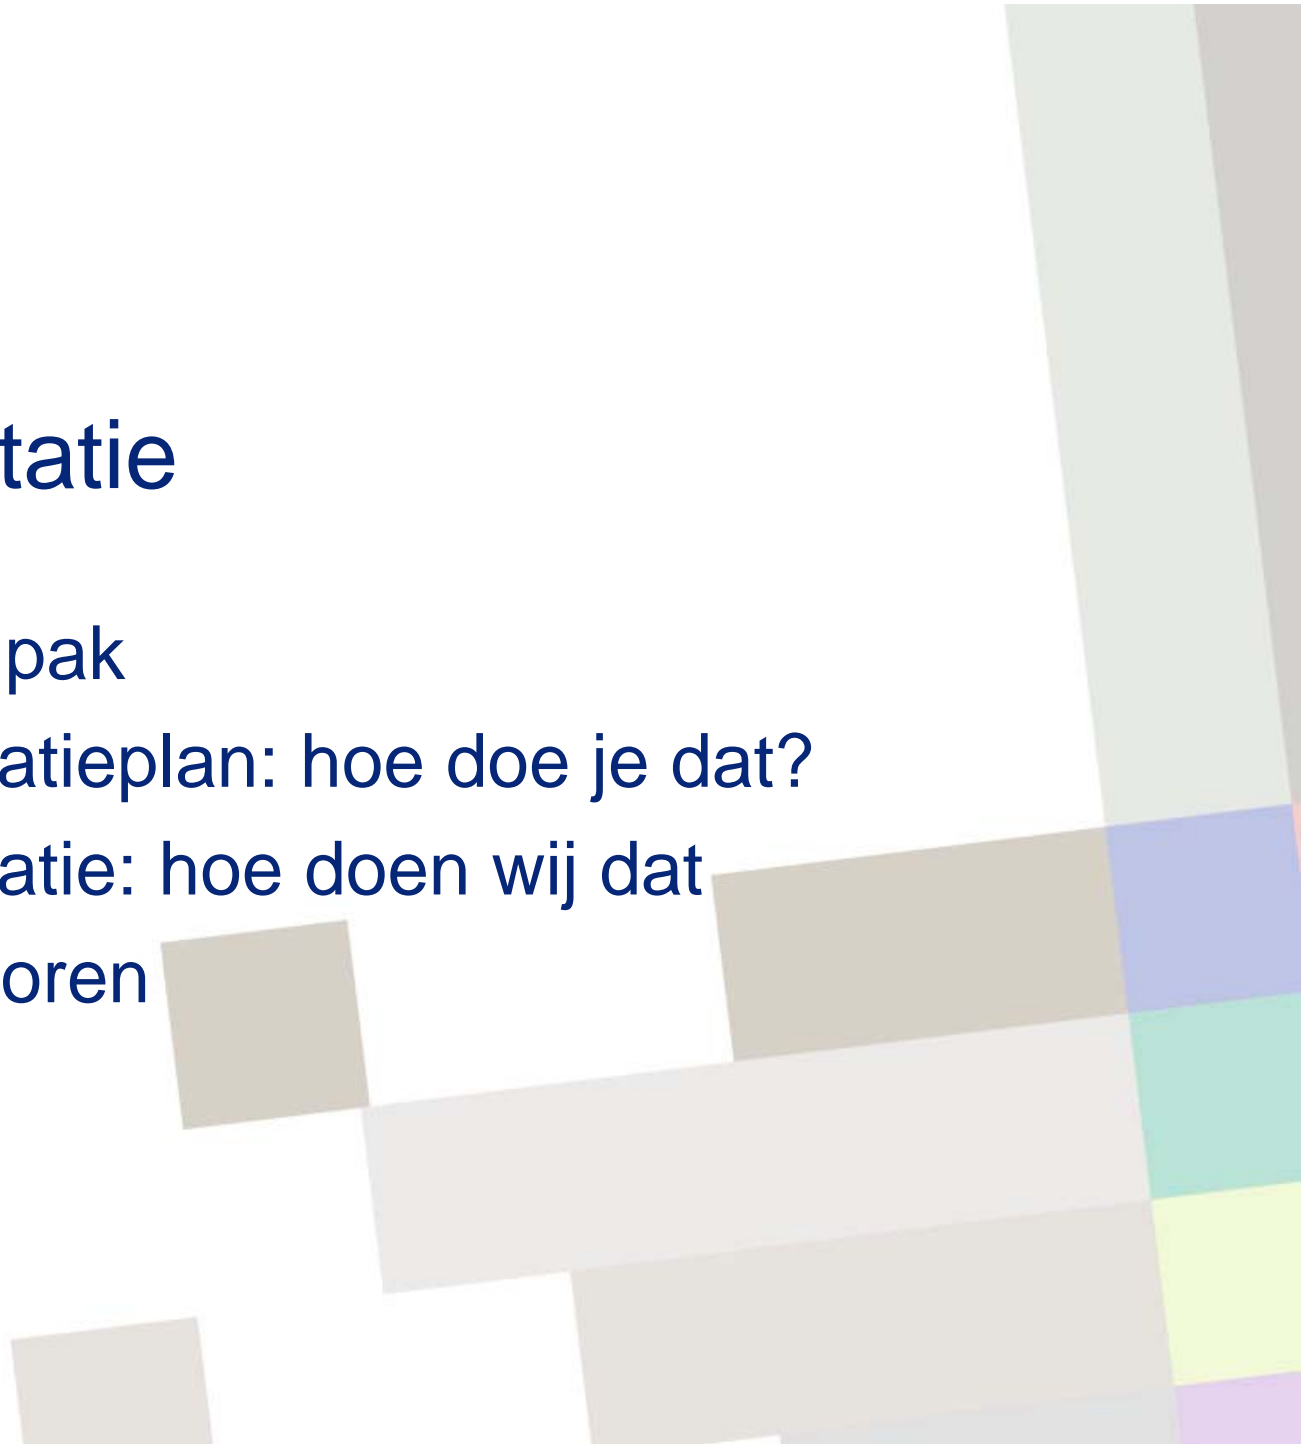 tatie
pak
atieplan: hoe doe je dat?
atie: hoe doen wij dat
oren